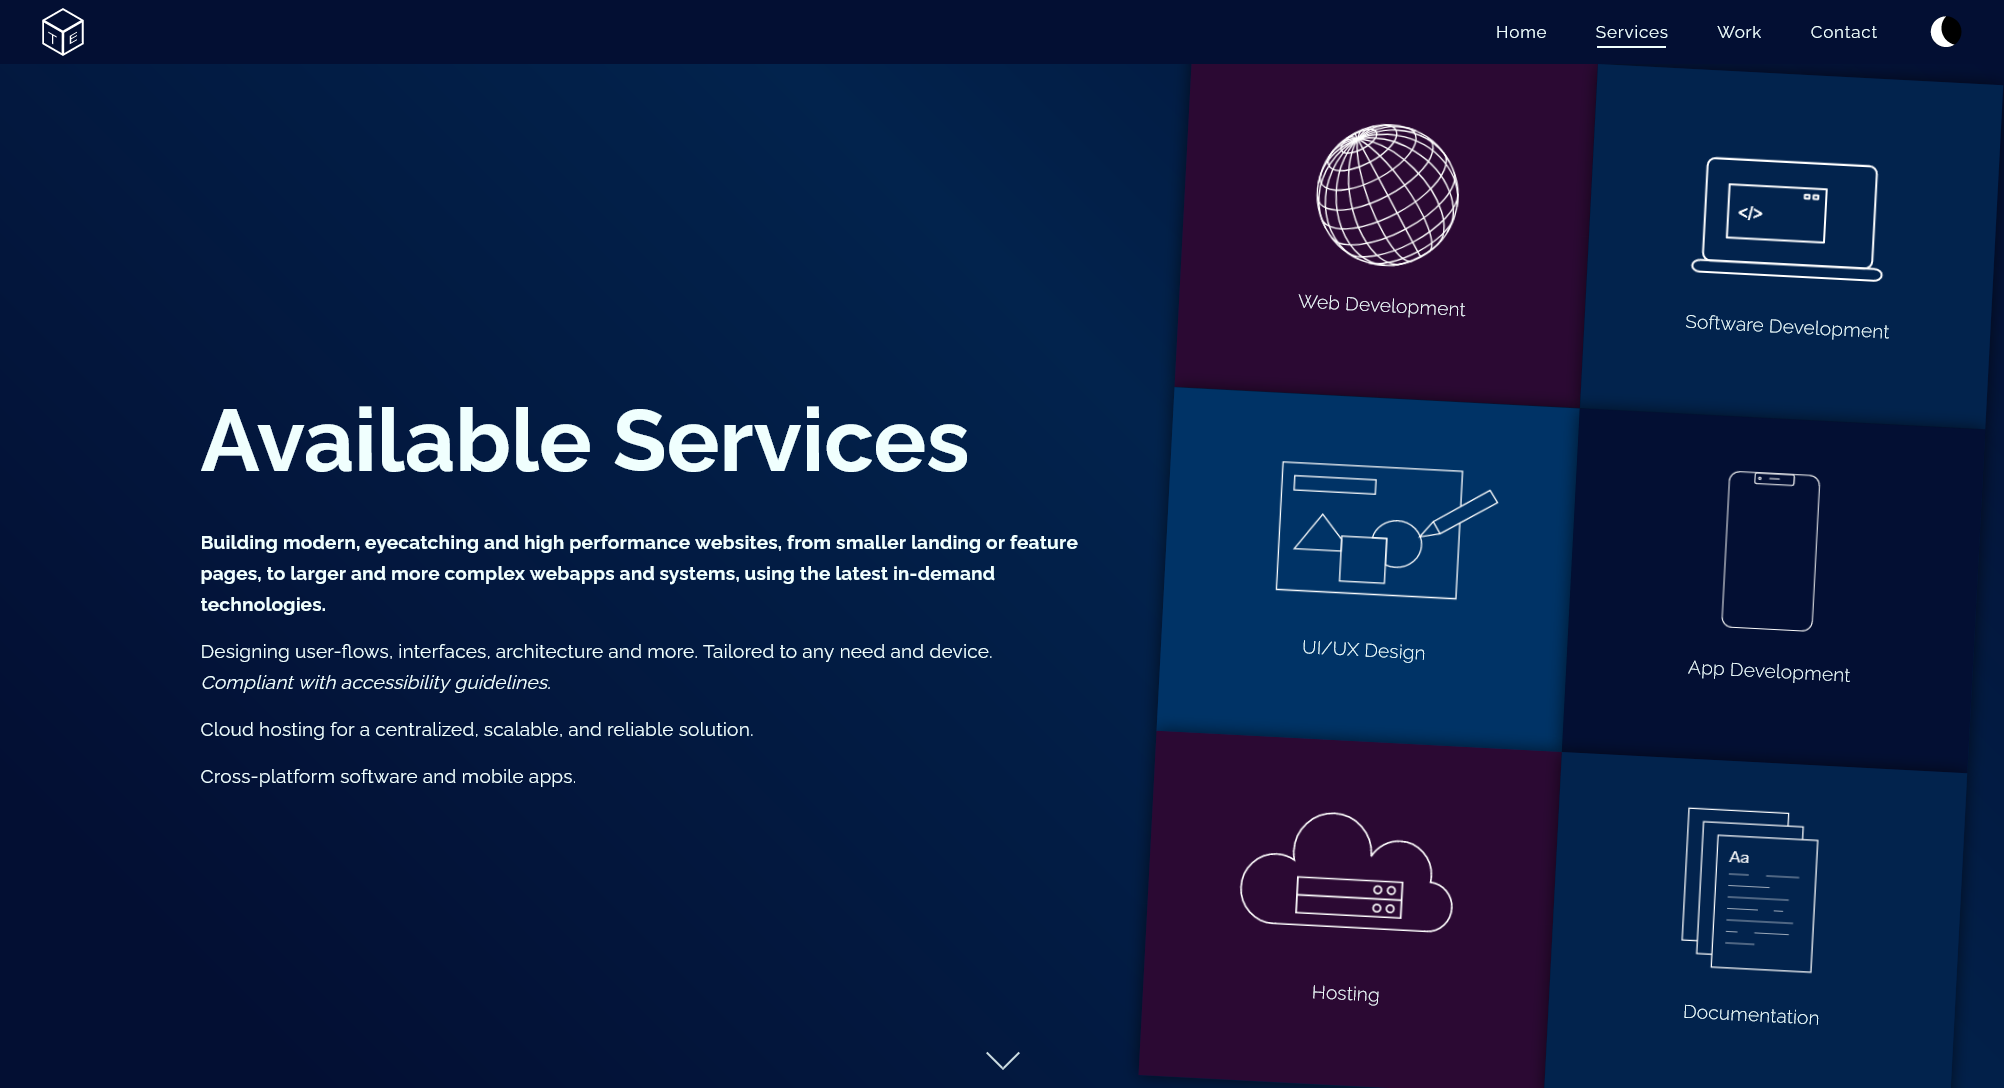 T E
Home
Services
Work
Contact
Web Development
</>
Software Development
Available Services
Building modern, eyecatching and high performance websites, from smaller landing or feature
pages, to larger and more complex webapps and systems, using the latest in-demand
technologies.
Designing user-flows, interfaces, architecture and more. Tailored to any need and device.
Compliant with accessibility guidelines.
Cloud hosting for a centralized, scalable, and reliable solution.
Cross-platform software and mobile apps.
UI/UX Design
App Development
Hosting
Aa
Documentation